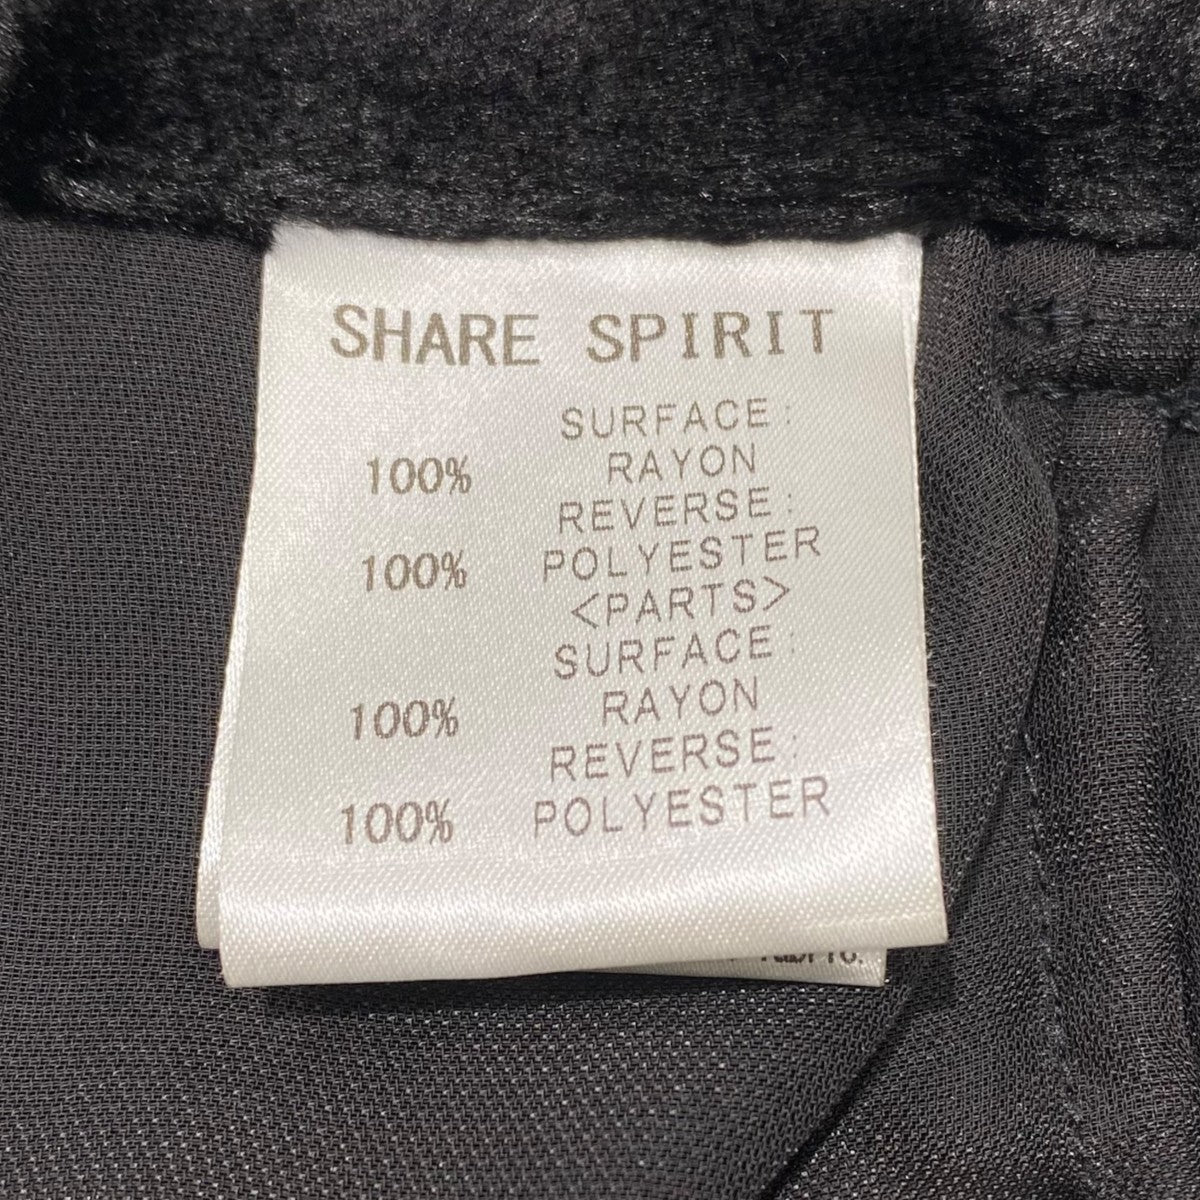 SHARE SPIRIT
SURFACE:
100% RAYON
REVERSE:
100% POLYESTER
<PARTS>
SURFACE:
100% RAYON
REVERSE:
100% POLYESTER